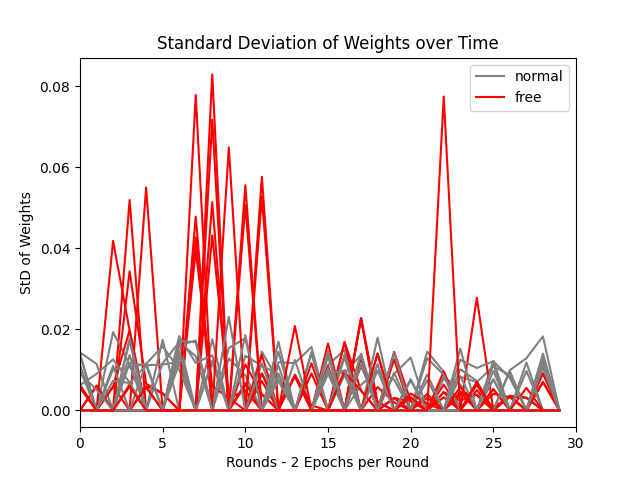 Standard Deviation of Weights over Time
normal
free
StD of Weights
0.08
0.06
0.04
0.02
0.00
0 5 10 15 20 25 30
Rounds - 2 Epochs per Round